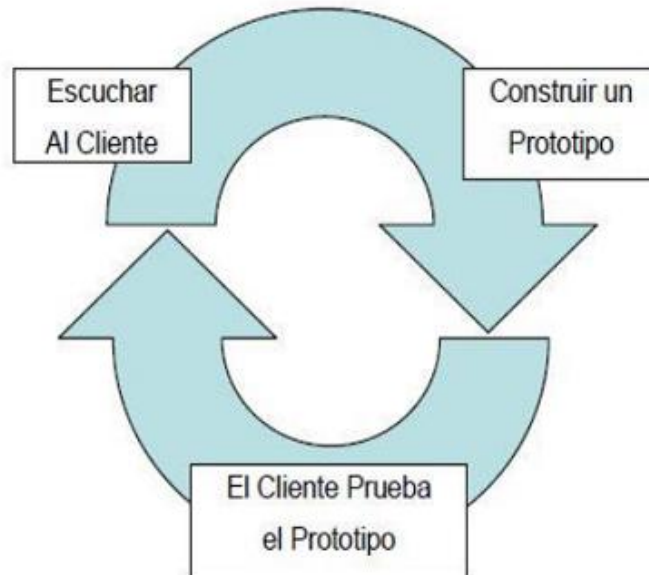 Escuchar
Al Cliente
Construir un
Prototipo
El Cliente Prueba
el Prototipo